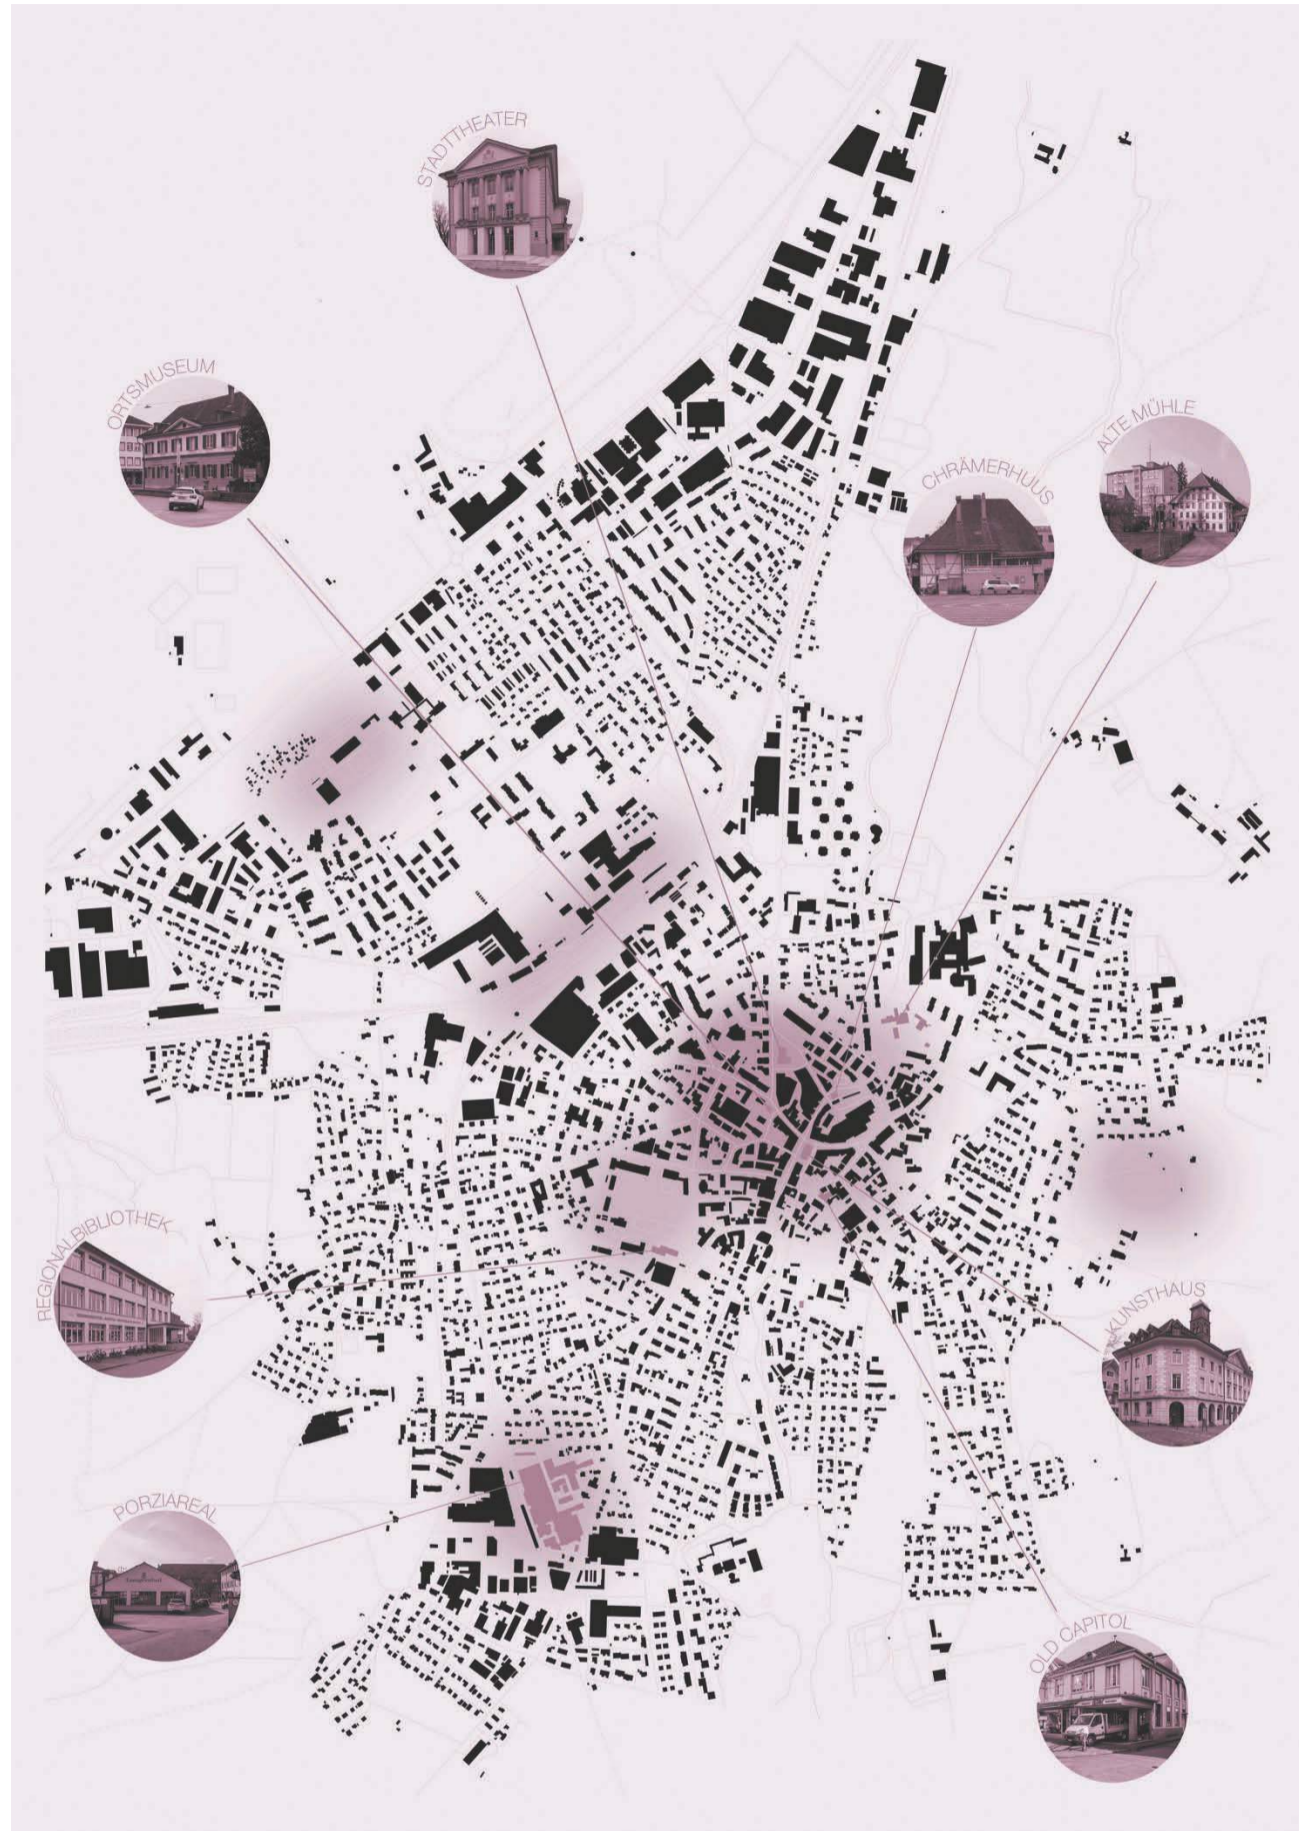 STADTTHEATER
ORTSMUSEUM
ALTE MÜHLE
CHRÄMERHUUS
REGIONALBIBLIOTHEK
KUNSTHAUS
PORZIAREAL
OLD CAPITOL